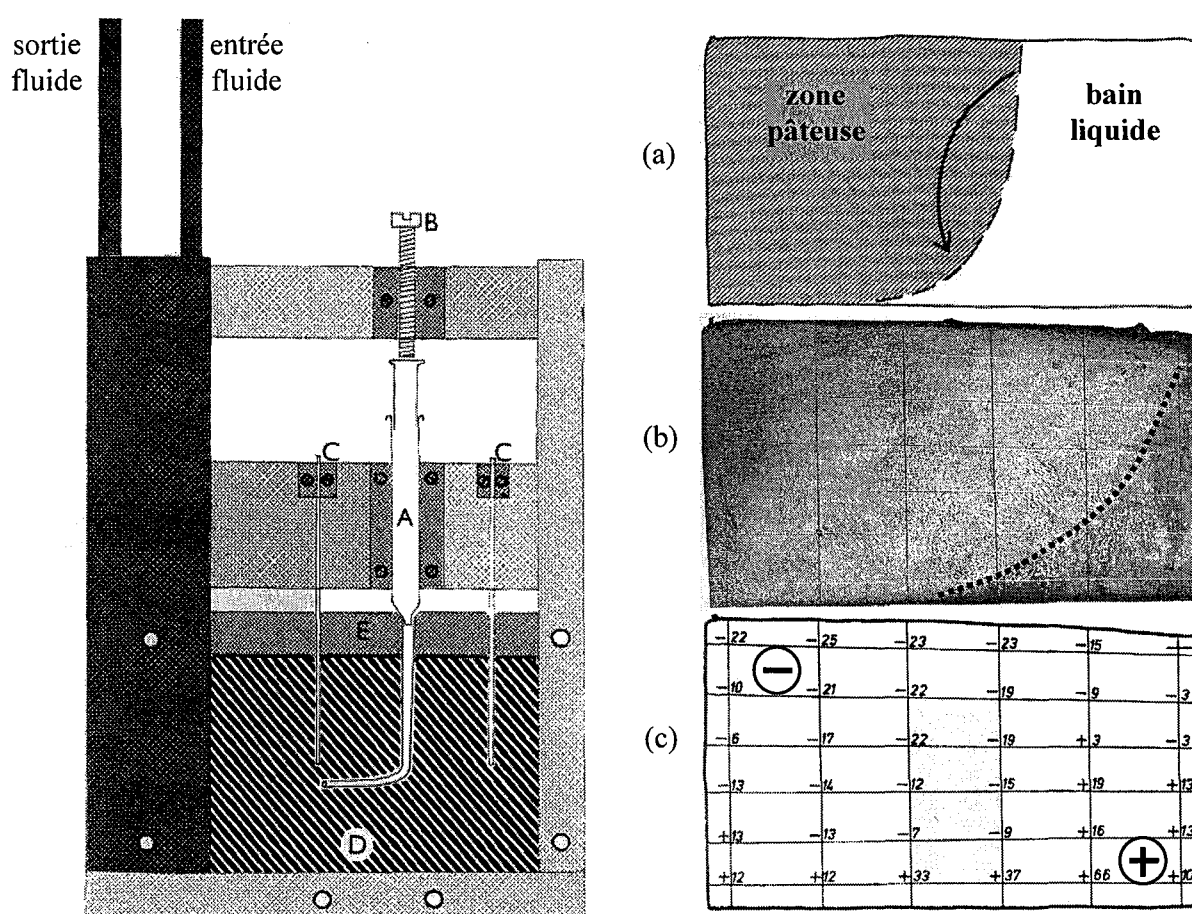 sortie
fluide
entrée
fluide
B
C
C
A
E
D
(a)
zone
pâteuse
bain
liquide
(b)
(c)
−22 −25 −23 −23 −15
−
−10 −21 −22 −19 −9 −3
−6 −17 −22 −19 +3 −3
−13 −14 −12 −15 +19 +13
+13 −13 −7 −9 +16 +13
+
+12 +12 +33 +37 +66 +10